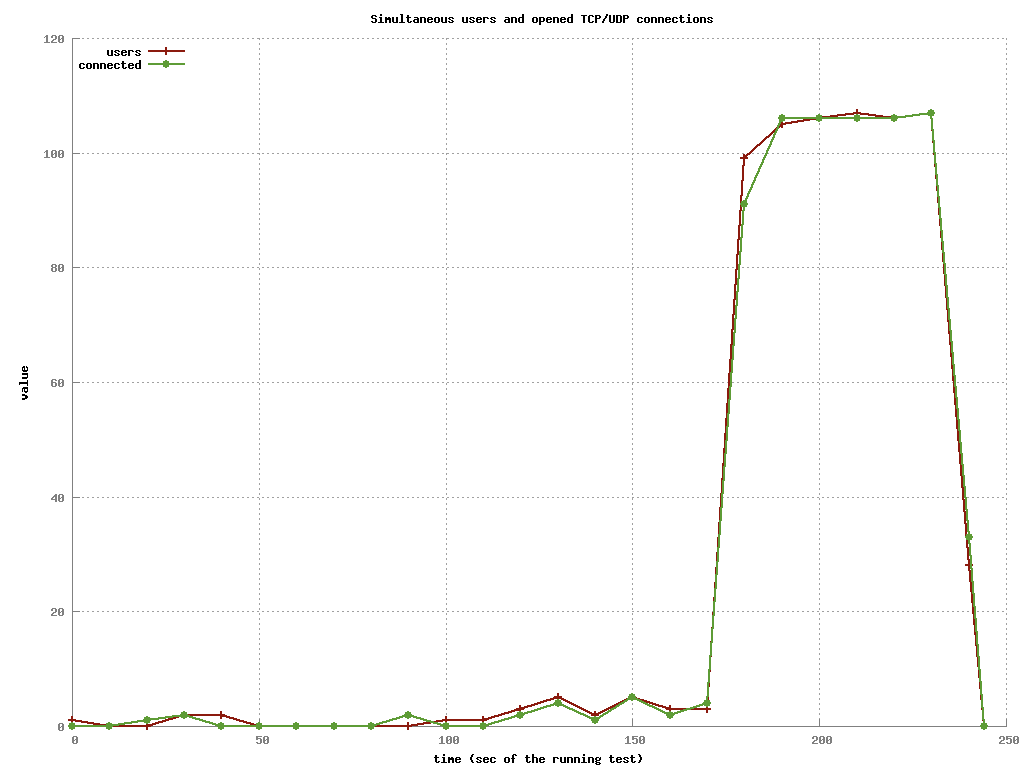 Simultaneous users and opened TCP/UDP connections
120
users
connected
100
80
60
value
40
20
0
0 50 100 150 200 250
time (sec of the running test)